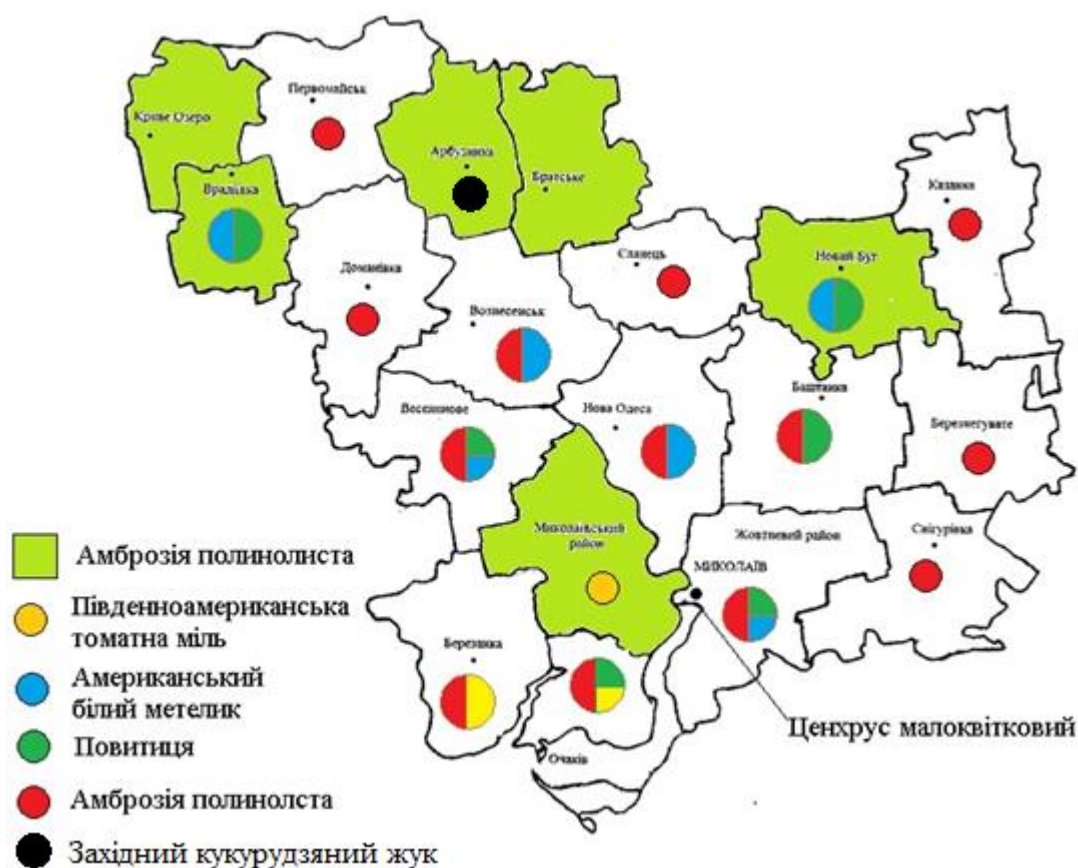 Первомайськ
Криве Озеро
Арбузинка
Врадіївка
Братське
Казанка
Доманівка
Єланець
Новий Буг
Вознесенськ
Баштанка
Веселинове
Нова Одеса
Березнегувате
Миколаївський
район
Жовтневий район
Снігурівка
МИКОЛАЇВ
Березанка
Очаків
Ценхрус малоквітковий
Амброзія полинолиста
Південноамериканська
томатна міль
Американський
білий метелик
Повитиця
Амброзія полинолста
Західний кукурудзяний жук